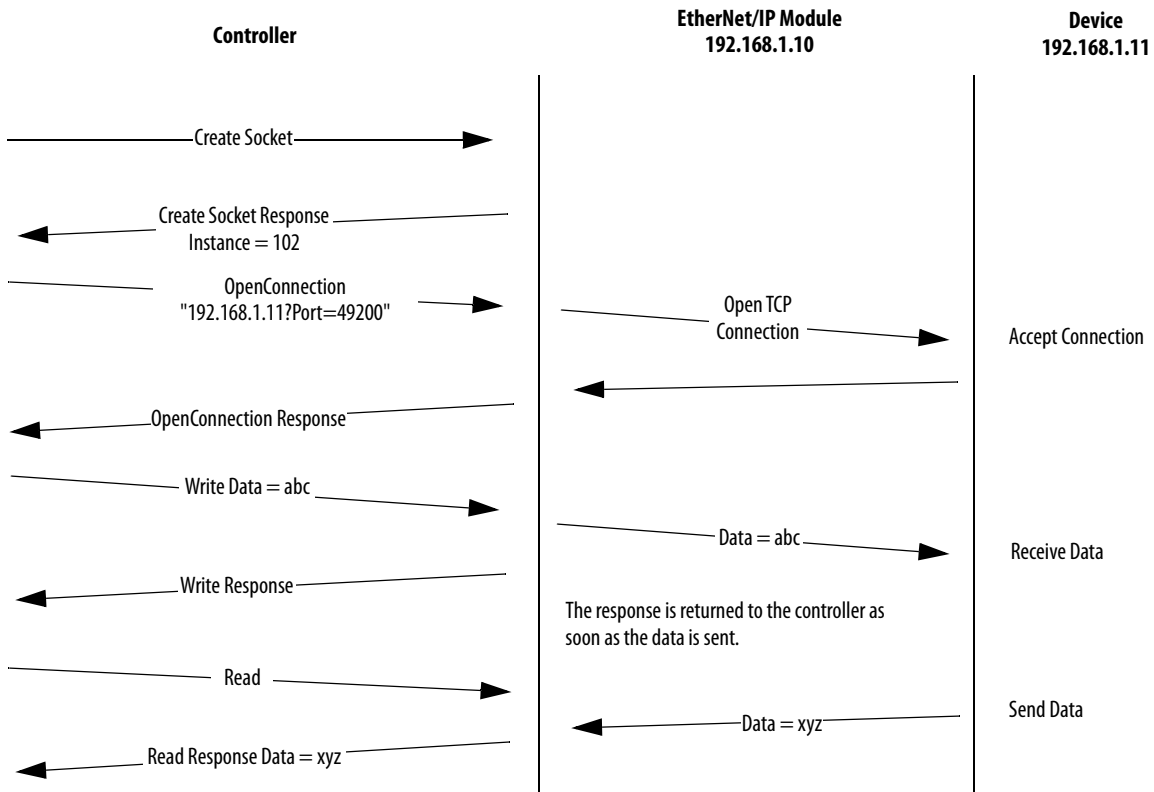 Controller
EtherNet/IP Module
192.168.1.10
Device
192.168.1.11
Create Socket
Create Socket Response
Instance = 102
OpenConnection
"192.168.1.11?Port=49200"
Open TCP
Connection
Accept Connection
OpenConnection Response
Write Data = abc
Data = abc
Receive Data
Write Response
The response is returned to the controller as
soon as the data is sent.
Read
Send Data
Data = xyz
Read Response Data = xyz